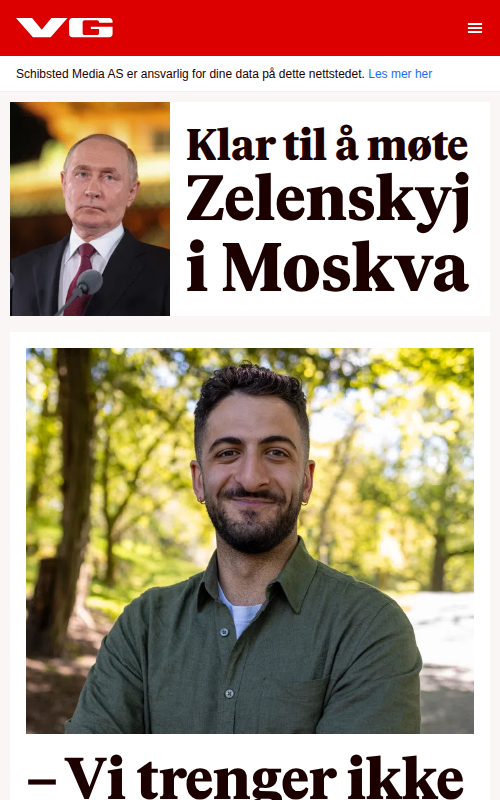 VG
Schibsted Media AS er ansvarlig for dine data på dette nettstedet. Les mer her
Klar til å møte
Zelenskyj
i Moskva
– Vi trenger ikke